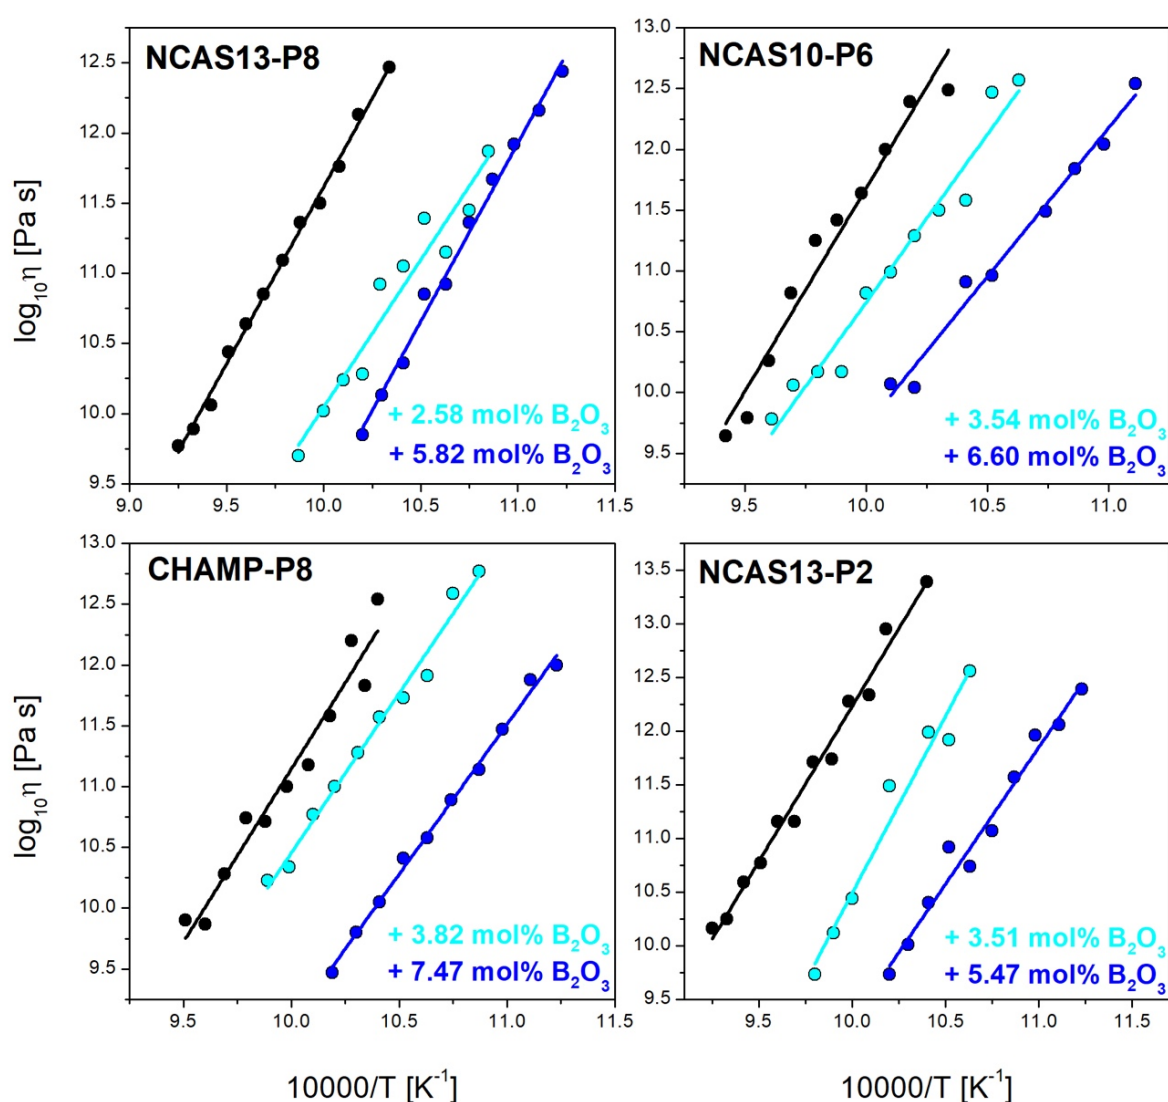 NCAS13-P8
12.5
12.0
11.5
11.0
10.5
10.0
9.5
log₁₀η [Pa s]
+ 2.58 mol% B₂O₃
+ 5.82 mol% B₂O₃
9.0 9.5 10.0 10.5 11.0 11.5
NCAS10-P6
13.0
12.5
12.0
11.5
11.0
10.5
10.0
9.5
+ 3.54 mol% B₂O₃
+ 6.60 mol% B₂O₃
9.5 10.0 10.5 11.0
CHAMP-P8
13.0
12.5
12.0
11.5
11.0
10.5
10.0
9.5
log₁₀η [Pa s]
+ 3.82 mol% B₂O₃
+ 7.47 mol% B₂O₃
9.5 10.0 10.5 11.0 11.5
10000/T [K⁻¹]
NCAS13-P2
13.5
13.0
12.5
12.0
11.5
11.0
10.5
10.0
9.5
+ 3.51 mol% B₂O₃
+ 5.47 mol% B₂O₃
9.5 10.0 10.5 11.0 11.5
10000/T [K⁻¹]